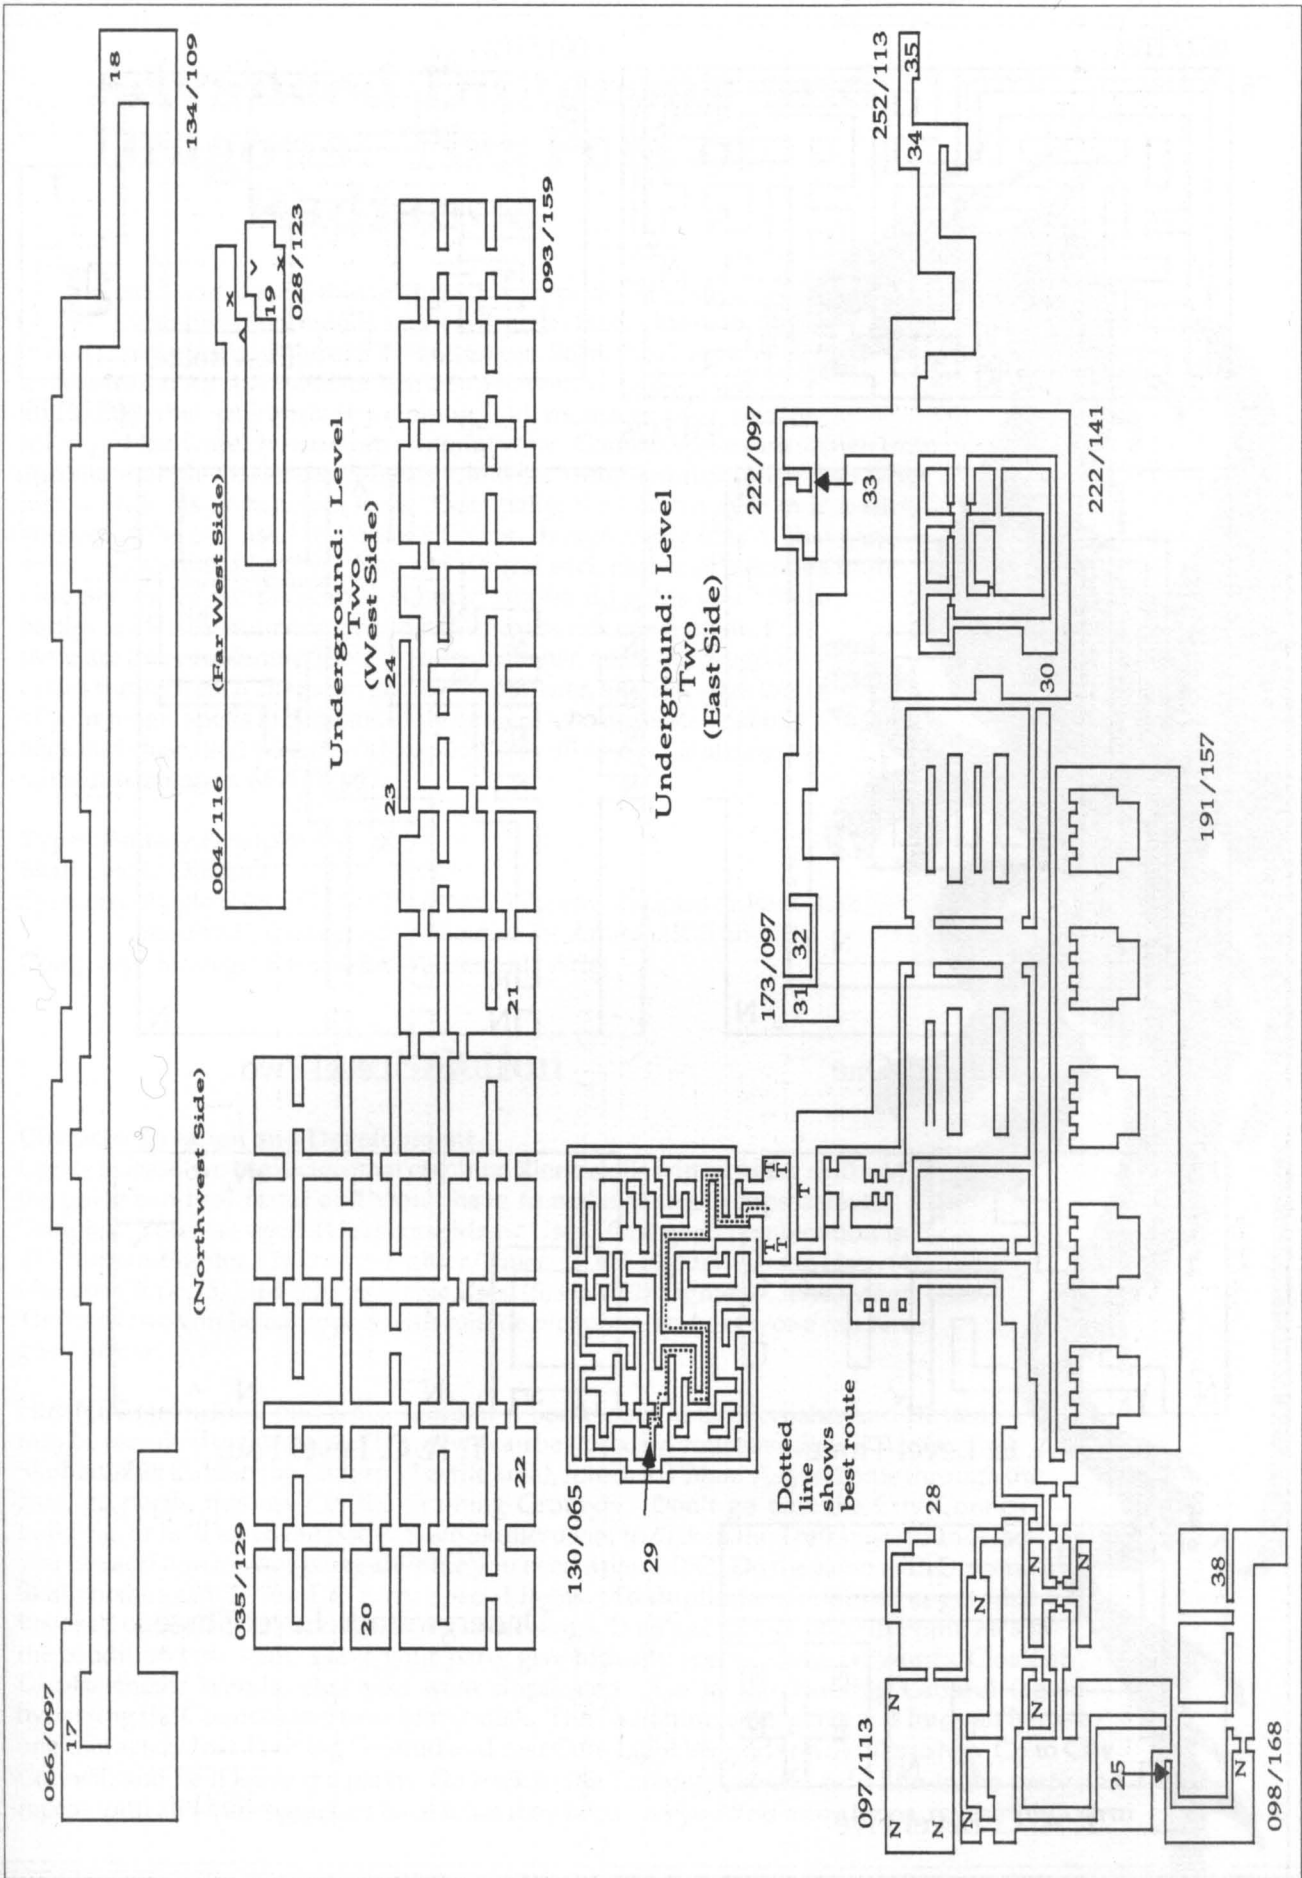 066/097
17
18
134/109
(Northwest Side)
004/116
(Far West Side)
x
^
19
v
x
028/123
Underground: Level
Two
(West Side)
035/129
20
22
21
23
24
093/159
Underground: Level
Two
(East Side)
130/065
29
Dotted
line
shows
best route
T
T
T
T
T
173/097
31
32
222/097
33
252/113
34
35
30
222/141
191/157
28
097/113
N
N
N
N
N
N
N
N
N
25
38
098/168